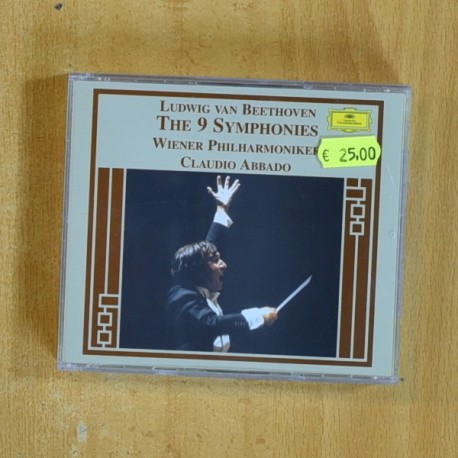 LUDWIG VAN BEETHOVEN
THE 9 SYMPHONIES
WIENER PHILHARMONIKER
CLAUDIO ABBADO
€ 25,00